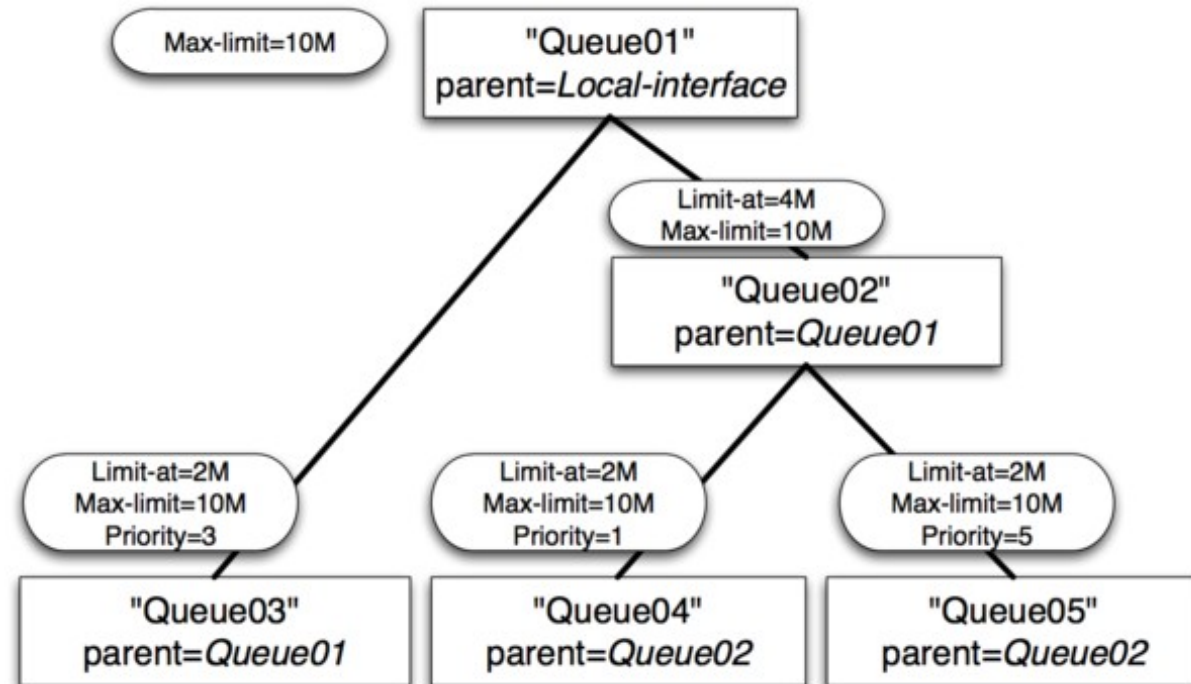 Max-limit=10M
"Queue01"
parent=Local-interface
Limit-at=4M
Max-limit=10M
"Queue02"
parent=Queue01
Limit-at=2M
Max-limit=10M
Priority=3
Limit-at=2M
Max-limit=10M
Priority=1
Limit-at=2M
Max-limit=10M
Priority=5
"Queue03"
parent=Queue01
"Queue04"
parent=Queue02
"Queue05"
parent=Queue02